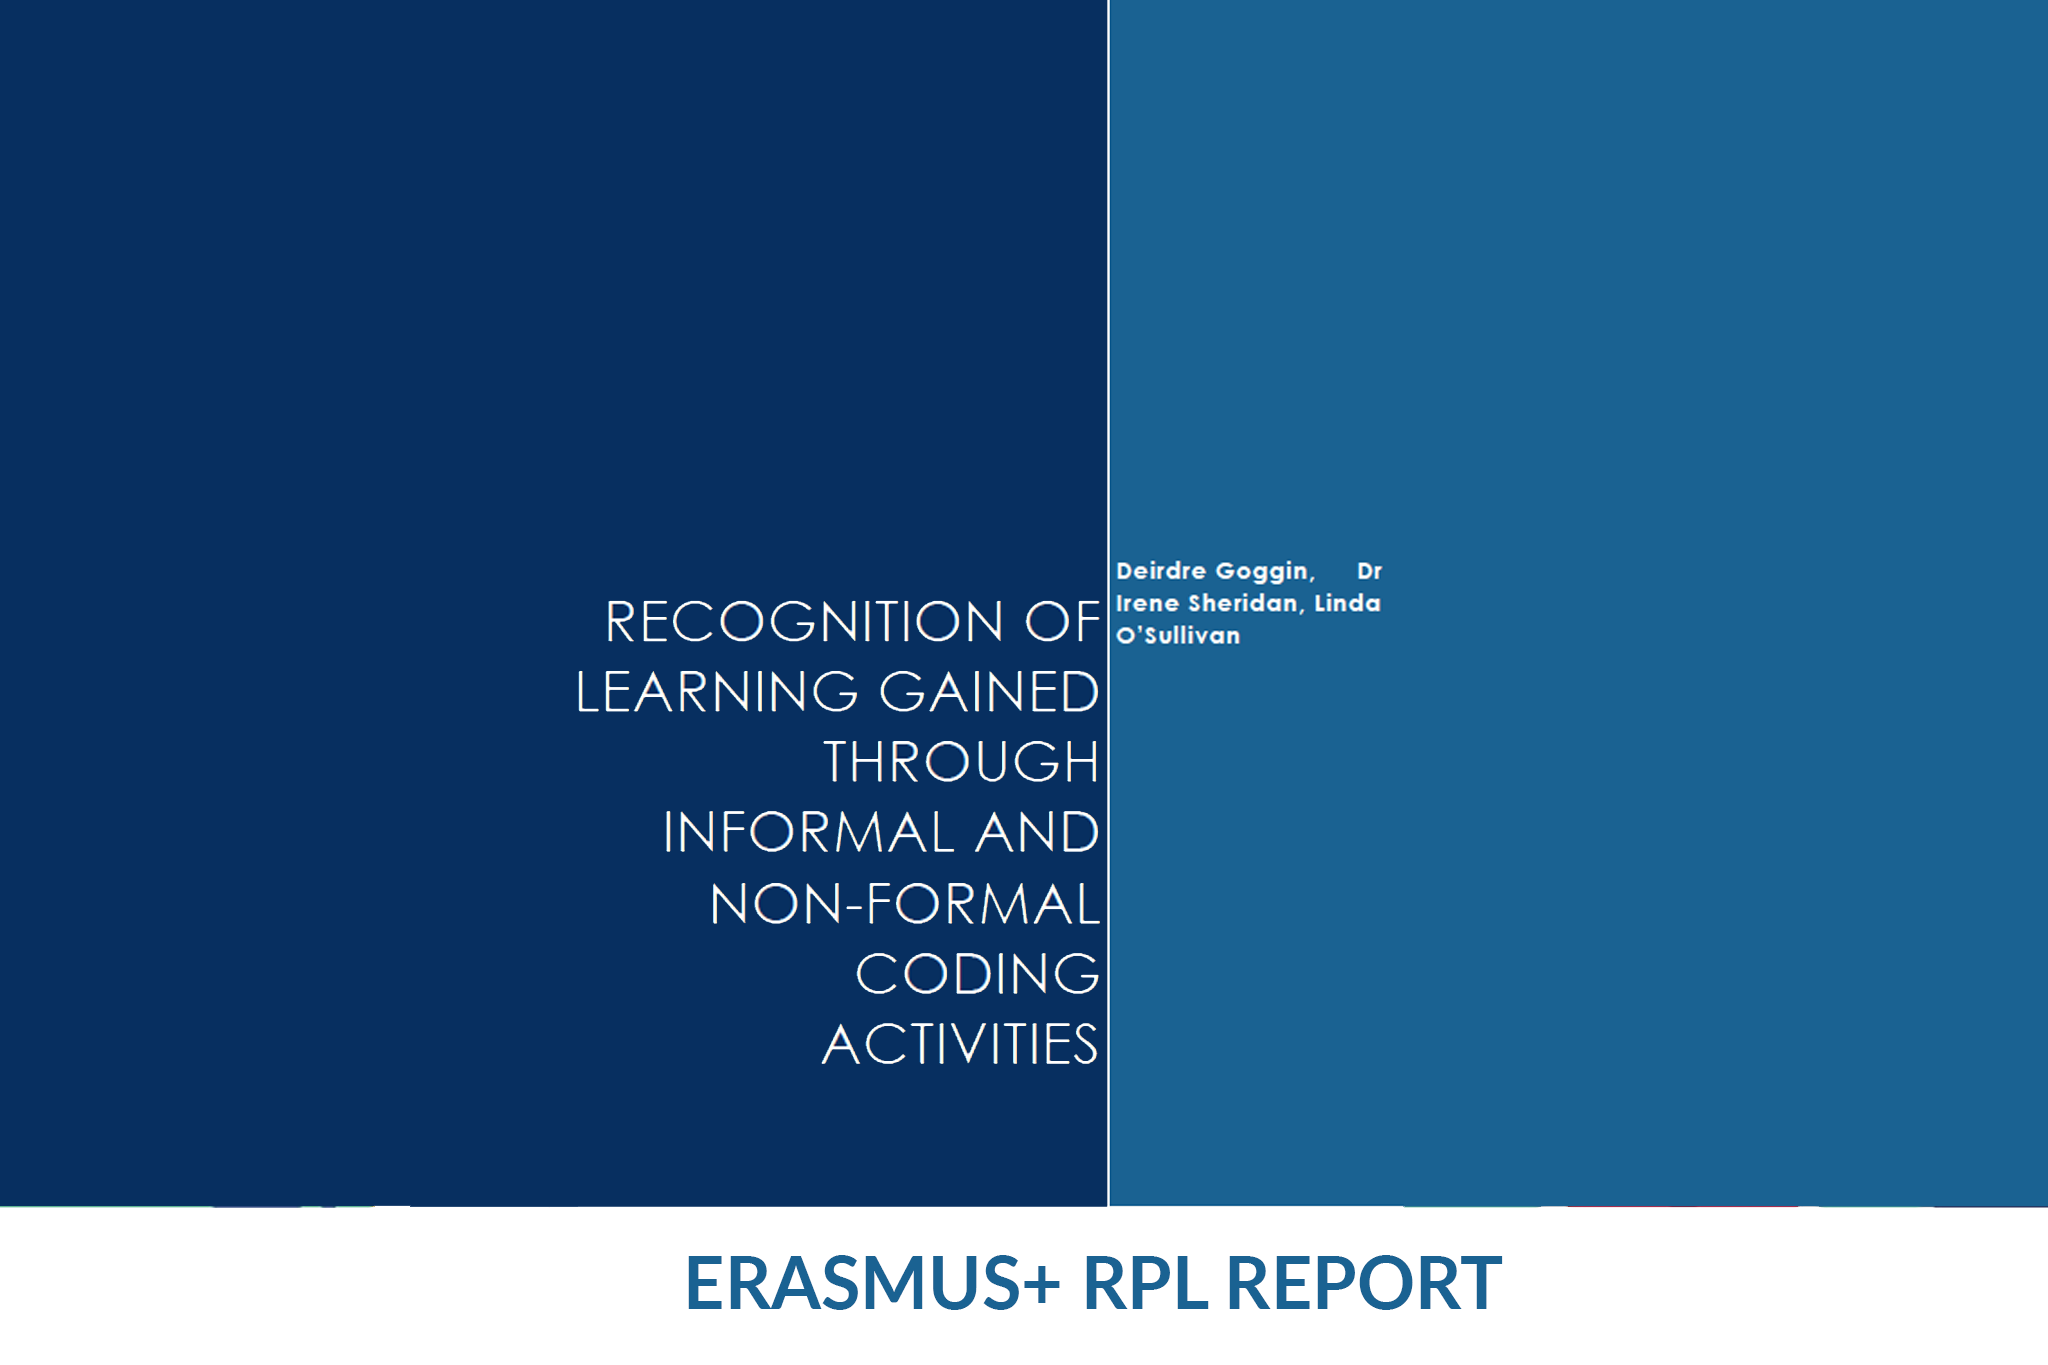 RECOGNITION OF
LEARNING GAINED
THROUGH
INFORMAL AND
NON-FORMAL
CODING
ACTIVITIES
Deirdre Goggin, Dr
Irene Sheridan, Linda
O'Sullivan
ERASMUS+ RPL REPORT